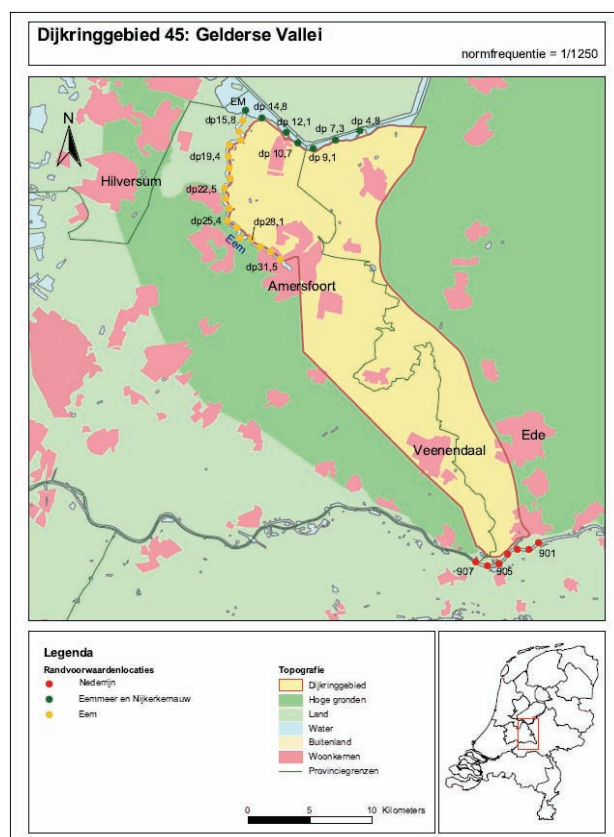 Dijkringgebied 45: Gelderse Vallei
normfrequentie = 1/1250
EM
dp 14,8
dp15,8
dp 12,1
dp 7,3
dp 4,8
N
dp19,4
dp 10,7
dp 9,1
Hilversum
dp22,5
dp25,4
dp28,1
Eem
dp31,5
Amersfoort
Ede
Veenendaal
901
907
905
Legenda
Randvoorwaardenlocaties
Nederrijn
Eemmeer en Nijkerkernauw
Eem
Topografie
Dijkringgebied
Hoge gronden
Land
Water
Buitenland
Woonkernen
Provinciegrenzen
0 5 10 Kilometers